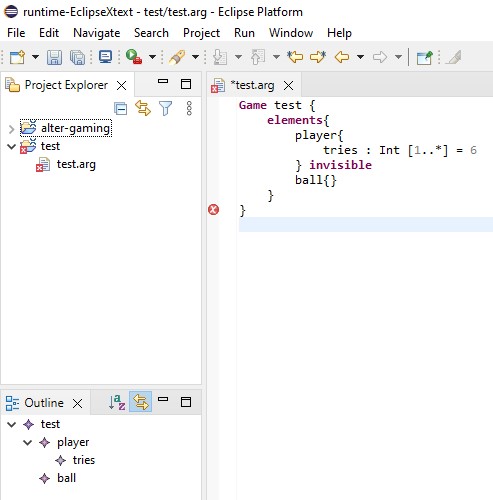 runtime-EclipseXtext - test/test.arg - Eclipse Platform
File Edit Navigate Search Project Run Window Help
Project Explorer
alter-gaming
test
test.arg
*test.arg
Game test {
elements{
player{
tries : Int [1..*] = 6
} invisible
ball{}
}
}
Outline
test
player
tries
ball